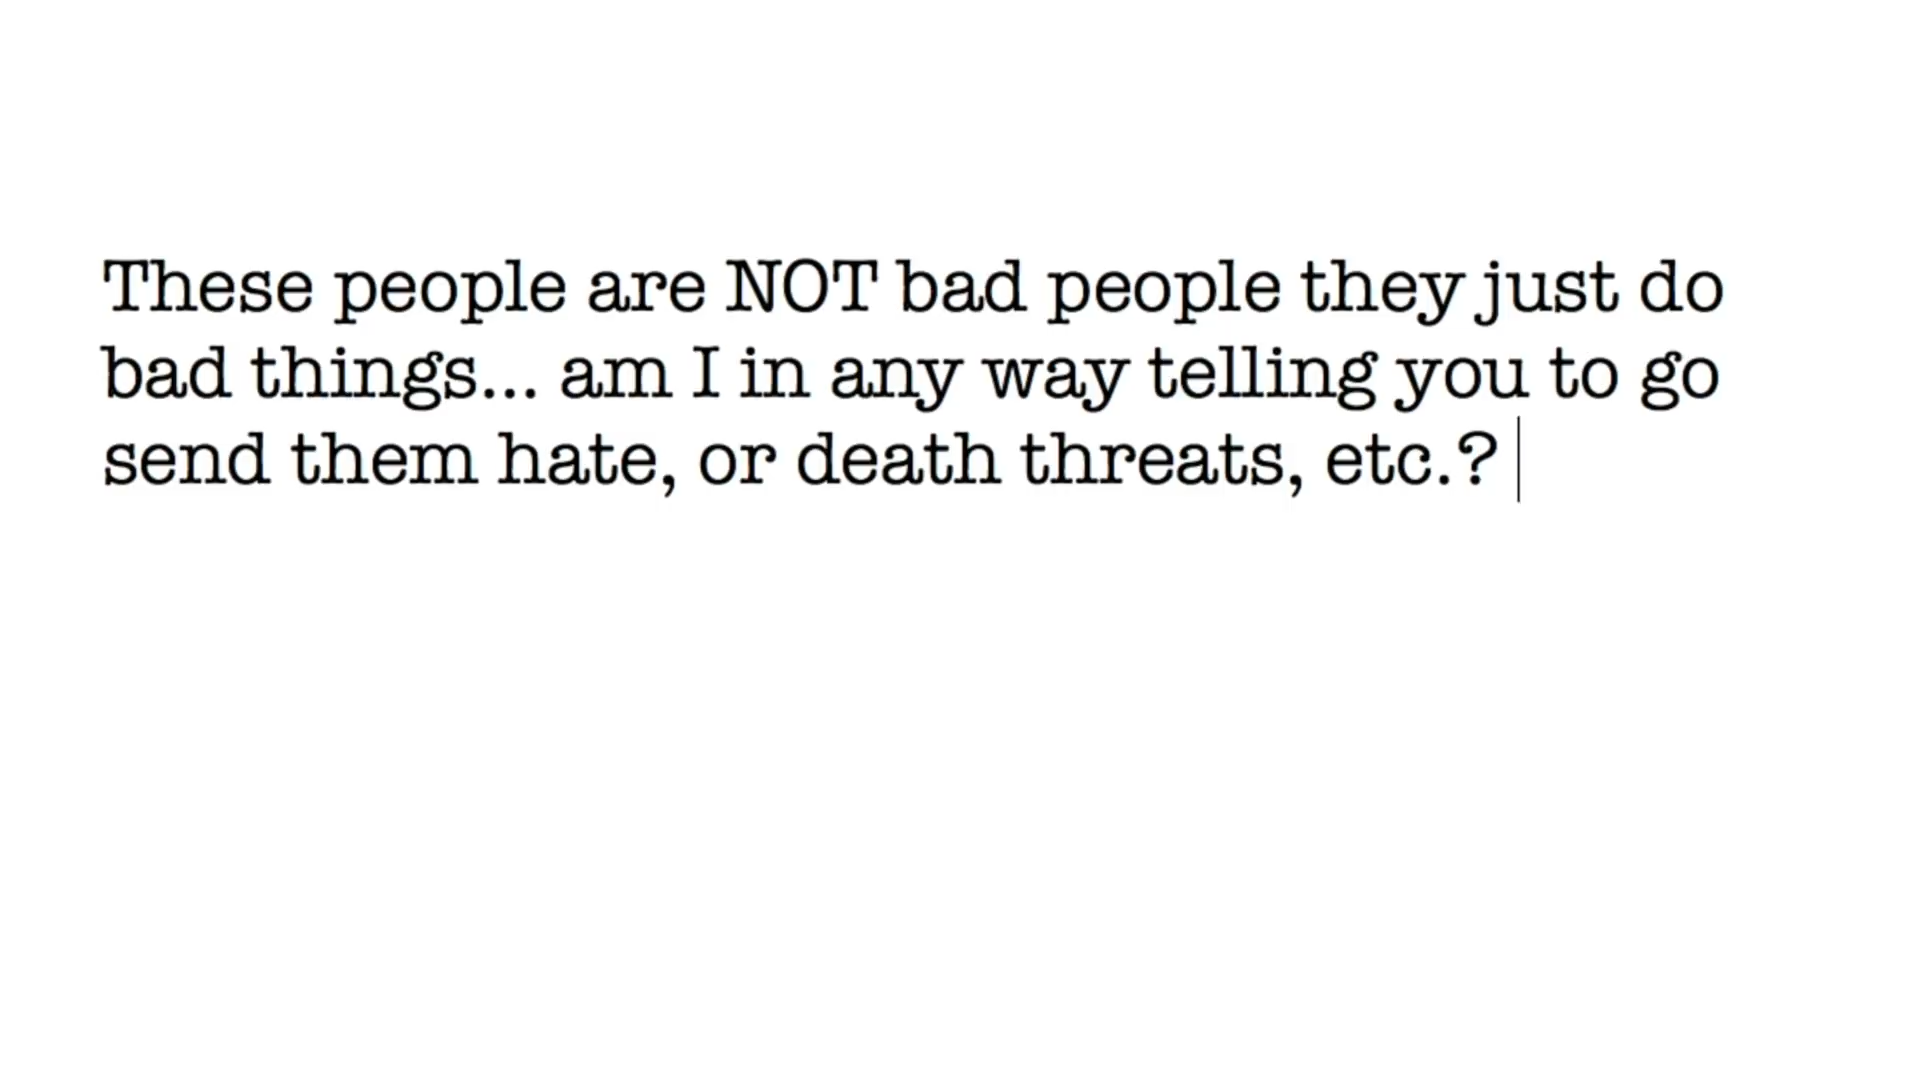 These people are NOT bad people they just do
bad things... am I in any way telling you to go
send them hate, or death threats, etc.?